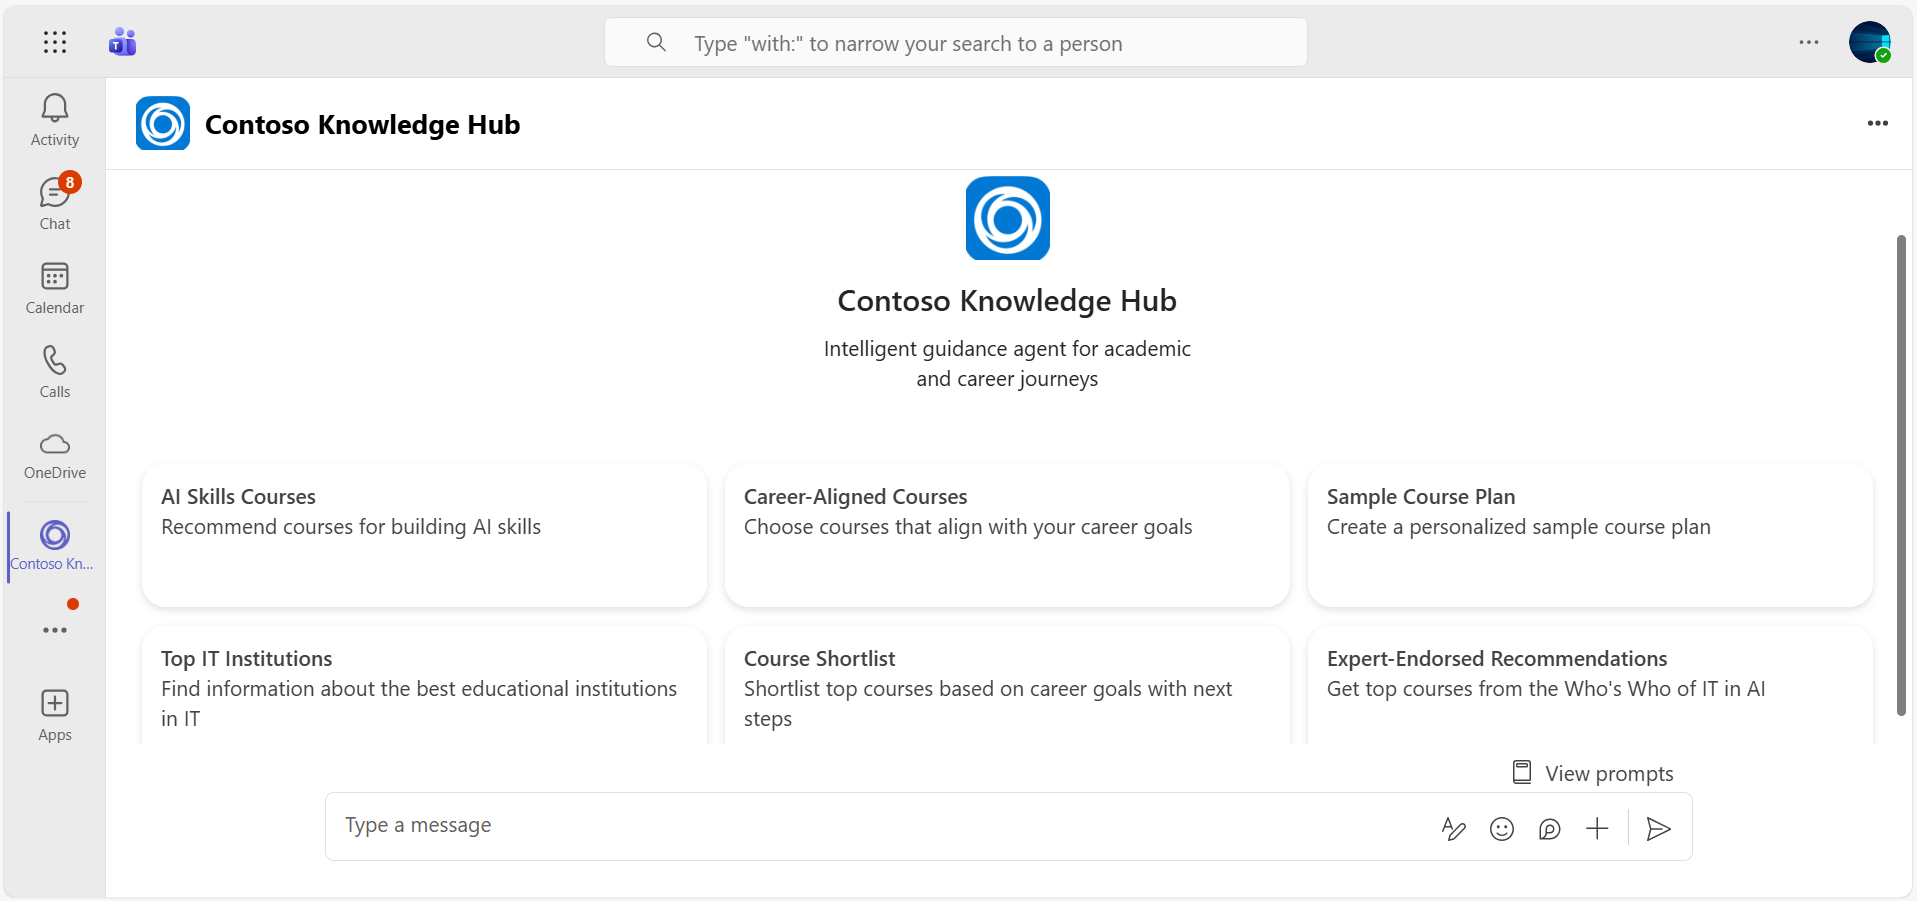 T
Type "with:" to narrow your search to a person
Activity
8
Chat
Calendar
Calls
OneDrive
Contoso Kn...
Apps
Contoso Knowledge Hub
Contoso Knowledge Hub
Intelligent guidance agent for academic
and career journeys
AI Skills Courses
Recommend courses for building AI skills
Career-Aligned Courses
Choose courses that align with your career goals
Sample Course Plan
Create a personalized sample course plan
Top IT Institutions
Find information about the best educational institutions
in IT
Course Shortlist
Shortlist top courses based on career goals with next
steps
Expert-Endorsed Recommendations
Get top courses from the Who's Who of IT in AI
View prompts
Type a message